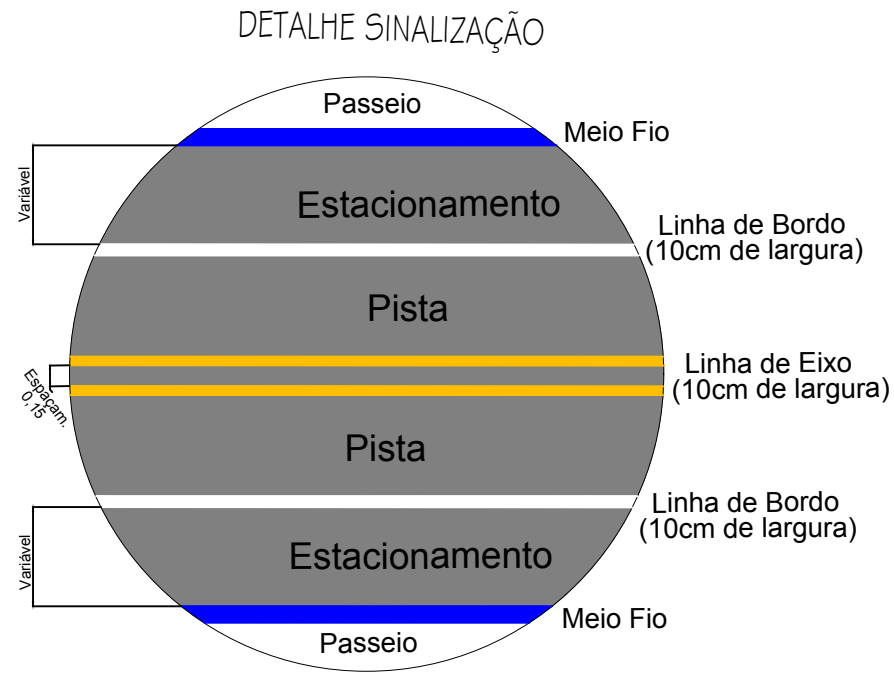 DETALHE SINALIZAÇÃO
Passeio
Meio Fio
Variável
Estacionamento
Linha de Bordo
(10cm de largura)
Pista
Linha de Eixo
(10cm de largura)
Espaçam.
0,15
Pista
Linha de Bordo
(10cm de largura)
Variável
Estacionamento
Meio Fio
Passeio